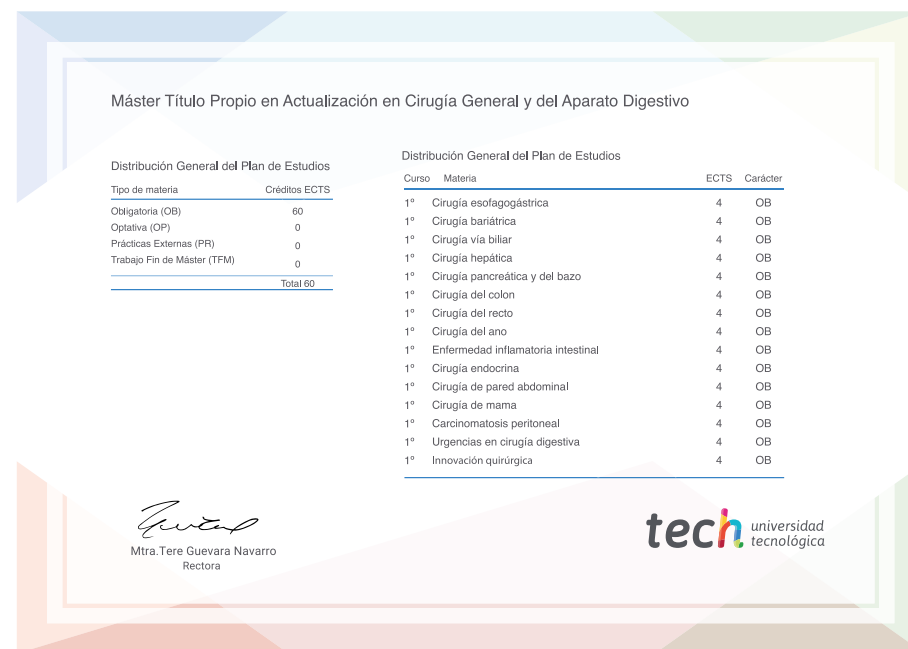 Máster Título Propio en Actualización en Cirugía General y del Aparato Digestivo
Distribución General del Plan de Estudios
Tipo de materia Créditos ECTS
Obligatoria (OB) 60
Optativa (OP) 0
Prácticas Externas (PR) 0
Trabajo Fin de Máster (TFM) 0
Total 60
Distribución General del Plan de Estudios
Curso Materia ECTS Carácter
1º Cirugía esofagogástrica 4 OB
1º Cirugía bariátrica 4 OB
1º Cirugía vía biliar 4 OB
1º Cirugía hepática 4 OB
1º Cirugía pancreática y del bazo 4 OB
1º Cirugía del colon 4 OB
1º Cirugía del recto 4 OB
1º Cirugía del ano 4 OB
1º Enfermedad inflamatoria intestinal 4 OB
1º Cirugía endocrina 4 OB
1º Cirugía de pared abdominal 4 OB
1º Cirugía de mama 4 OB
1º Carcinomatosis peritoneal 4 OB
1º Urgencias en cirugía digestiva 4 OB
1º Innovación quirúrgica 4 OB
Mtra.Tere Guevara Navarro
Rectora
tech universidad
tecnológica